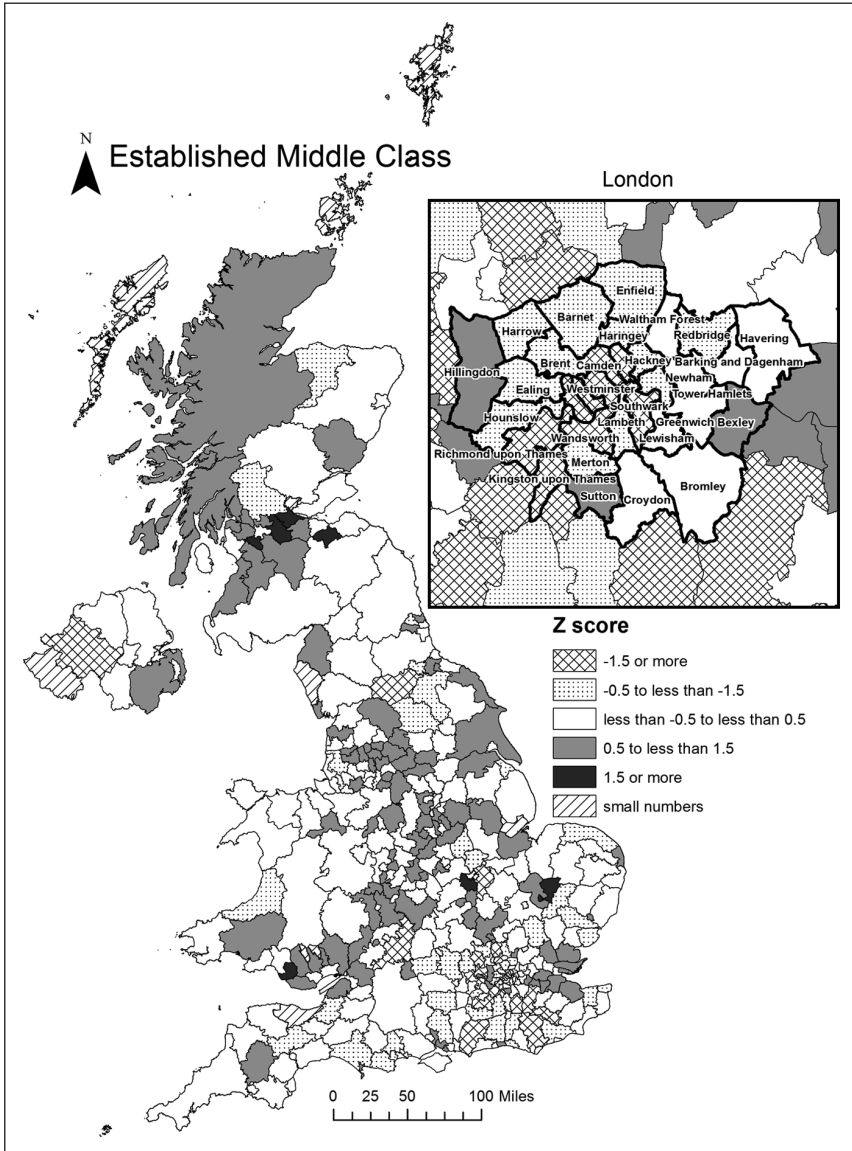 N
Established Middle Class
London
Enfield
Barnet
Waltham Forest
Harrow
Haringey
Redbridge
Havering
Hillingdon
Brent
Camden
Hackney
Barking and Dagenham
Ealing
Westminster
Newham
Tower Hamlets
Hounslow
Southwark
Lambeth
Greenwich
Bexley
Wandsworth
Lewisham
Richmond upon Thames
Merton
Kingston upon Thames
Sutton
Croydon
Bromley
Z score
-1.5 or more
-0.5 to less than -1.5
less than -0.5 to less than 0.5
0.5 to less than 1.5
1.5 or more
small numbers
0 25 50 100 Miles